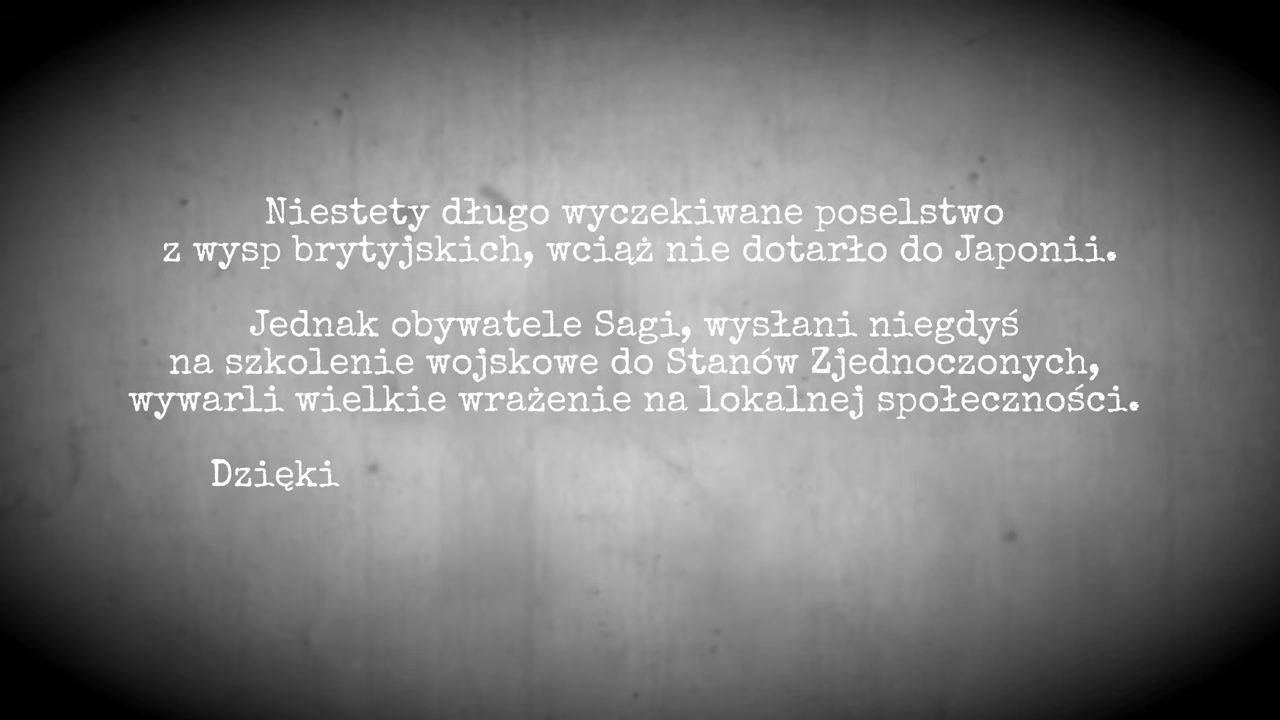 Niestety długo wyczekiwane poselstwo
z wysp brytyjskich, wciąż nie dotarło do Japonii.
Jednak obywatele Sagi, wysłani niegdyś
na szkolenie wojskowe do Stanów Zjednoczonych,
wywarli wielkie wrażenie na lokalnej społeczności.
Dzięki